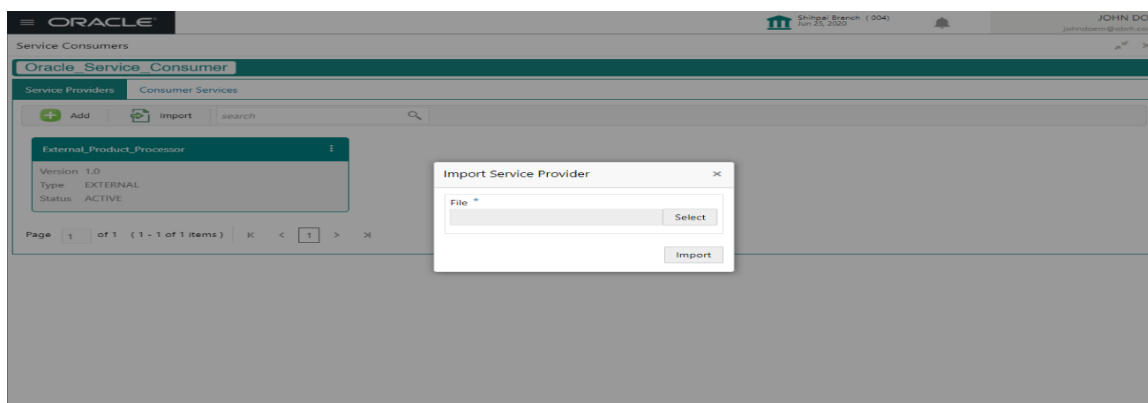 ORACLE
Shihpai Branch ( 004)
Jun 25, 2020
JOHN DO
Service Consumers
Oracle_Service_Consumer
Service Providers Consumer Services
Add Import search
External_Product_Processor
Version 1.0
Type EXTERNAL
Status ACTIVE
Page 1 of 1 ( 1 - 1 of 1 items ) K < 1 > >|
Import Service Provider ×
File *
Select
Import